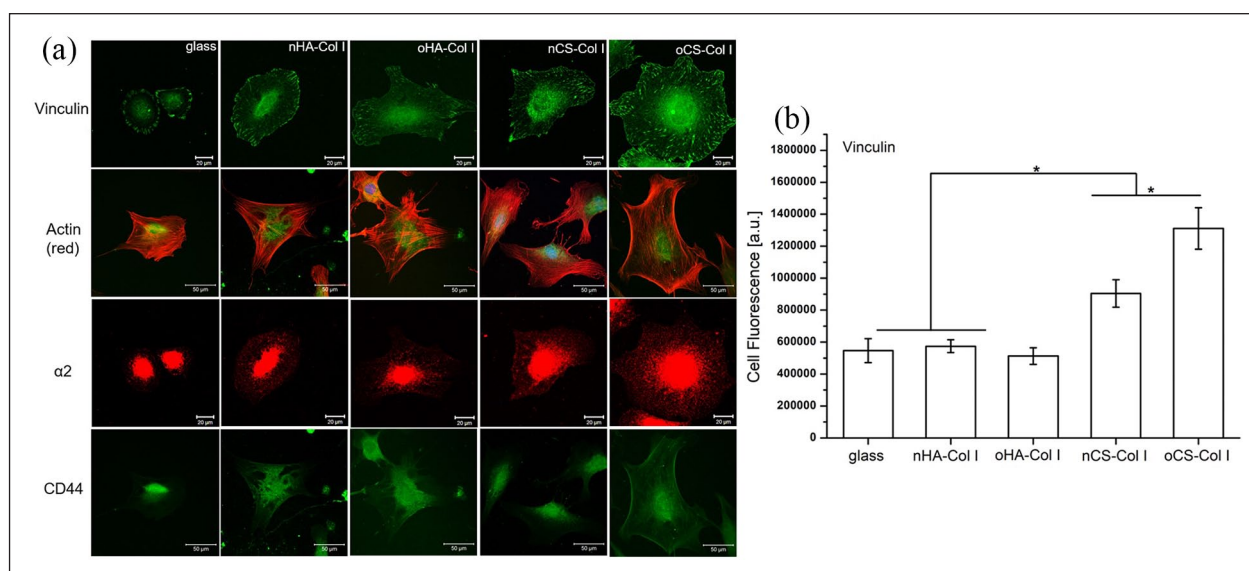 (a)
glass
nHA-Col I
oHA-Col I
nCS-Col I
oCS-Col I
Vinculin
20 µm
20 µm
20 µm
20 µm
20 µm
Actin
(red)
50 µm
50 µm
50 µm
50 µm
50 µm
α2
20 µm
20 µm
20 µm
20 µm
20 µm
CD44
50 µm
50 µm
50 µm
50 µm
50 µm
(b)
Vinculin
*
*
Cell Fluorescence [a.u.]
1800000
1600000
1400000
1200000
1000000
800000
600000
400000
200000
0
glass
nHA-Col I
oHA-Col I
nCS-Col I
oCS-Col I